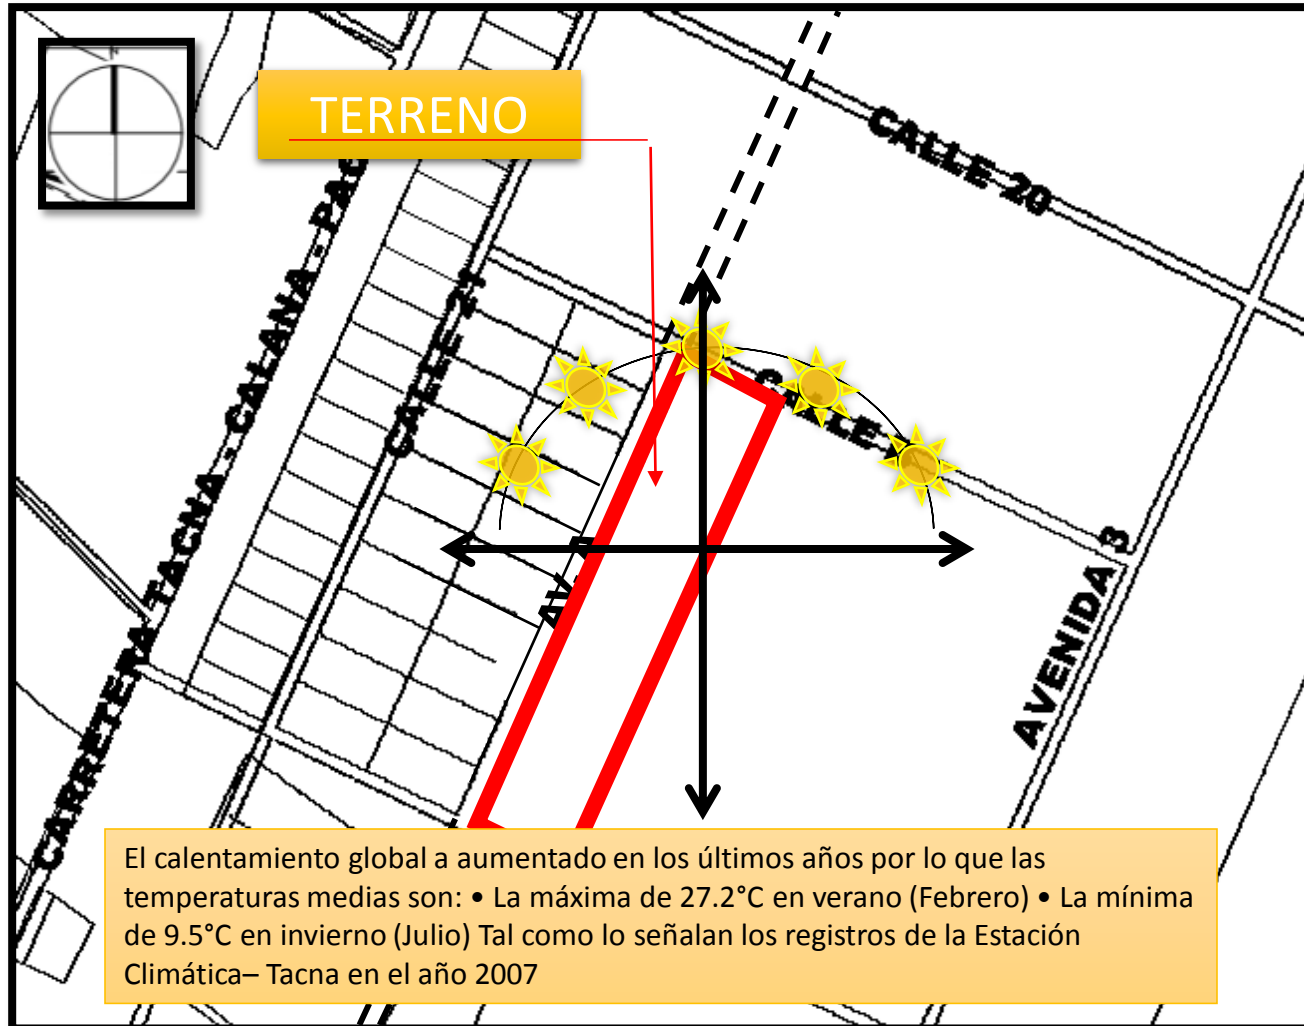 TERRENO
CALLE 20
CARRETERA TACNA - CALANA - PAC
CALLE 21
CALLE
AV. A
AVENIDA 3
El calentamiento global a aumentado en los últimos años por lo que las
temperaturas medias son: • La máxima de 27.2°C en verano (Febrero) • La mínima
de 9.5°C en invierno (Julio) Tal como lo señalan los registros de la Estación
Climática– Tacna en el año 2007